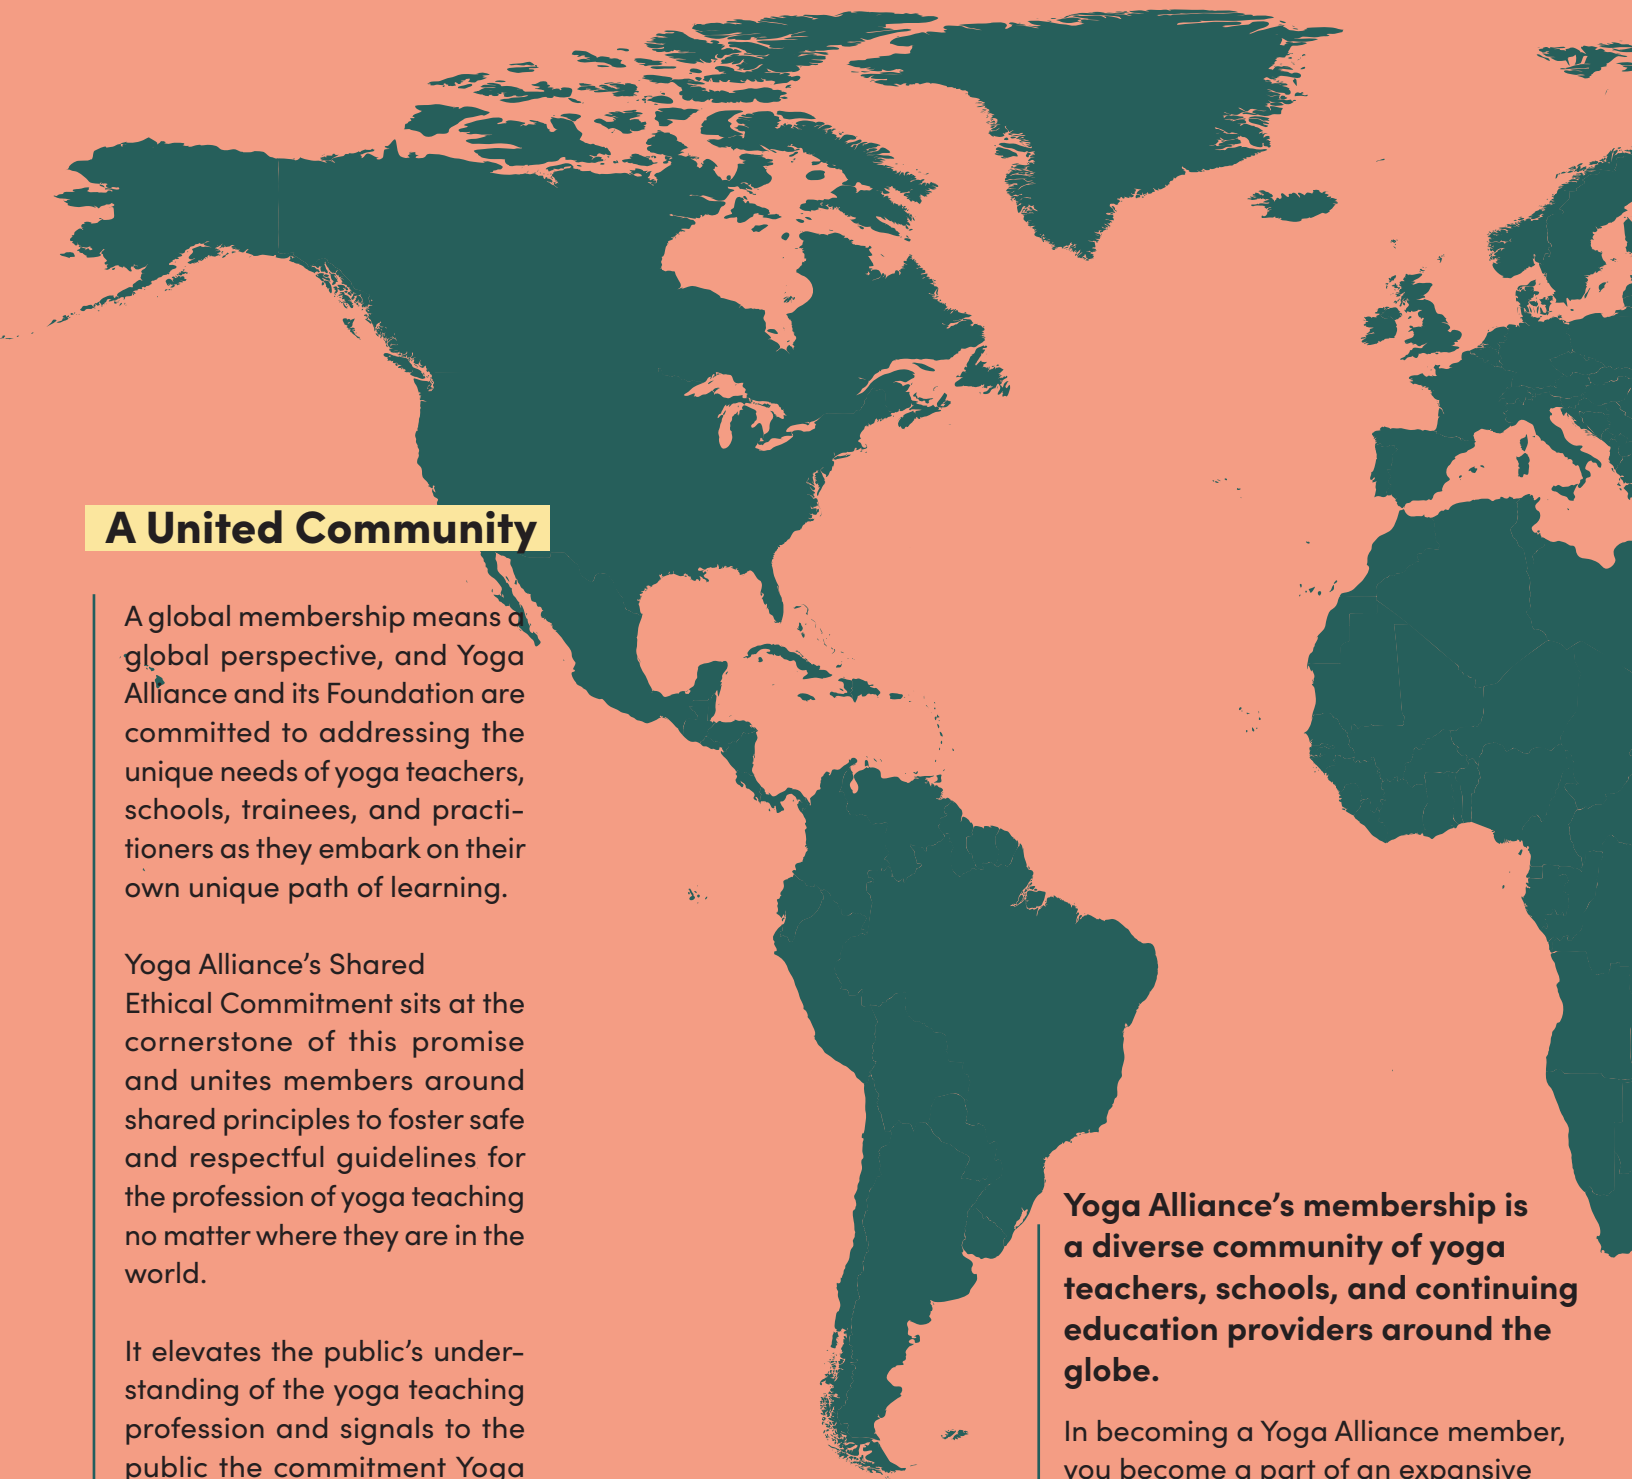 A United Community
A global membership means a
global perspective, and Yoga
Alliance and its Foundation are
committed to addressing the
unique needs of yoga teachers,
schools, trainees, and practi-
tioners as they embark on their
own unique path of learning.
Yoga Alliance’s Shared
Ethical Commitment sits at the
cornerstone of this promise
and unites members around
shared principles to foster safe
and respectful guidelines for
the profession of yoga teaching
no matter where they are in the
world.
It elevates the public’s under-
standing of the yoga teaching
profession and signals to the
public the commitment Yoga
Yoga Alliance’s membership is
a diverse community of yoga
teachers, schools, and continuing
education providers around the
globe.
In becoming a Yoga Alliance member,
you become a part of an expansive